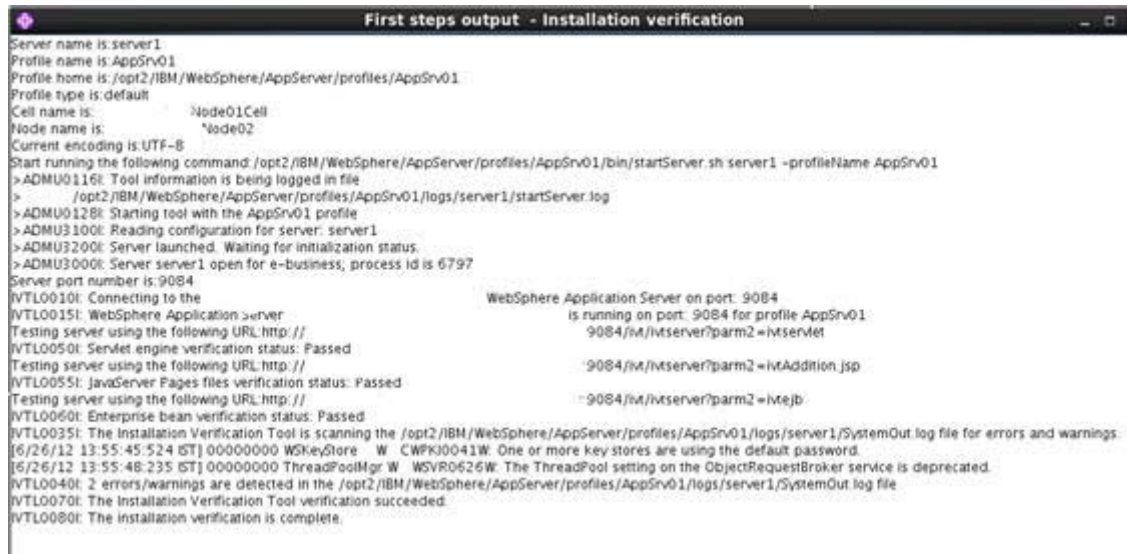 First steps output - Installation verification
Server name is:server1
Profile name is:AppSrv01
Profile home is:/opt2/IBM/WebSphere/AppServer/profiles/AppSrv01
Profile type is:default
Cell name is: Node01Cell
Node name is: Node02
Current encoding is:UTF-8
Start running the following command:/opt2/IBM/WebSphere/AppServer/profiles/AppSrv01/bin/startServer.sh server1 -profileName AppSrv01
>ADMU0116I: Tool information is being logged in file
> /opt2/IBM/WebSphere/AppServer/profiles/AppSrv01/logs/server1/startServer.log
>ADMU0128I: Starting tool with the AppSrv01 profile
>ADMU3100I: Reading configuration for server: server1
>ADMU3200I: Server launched. Waiting for initialization status.
>ADMU3000I: Server server1 open for e-business; process id is 6797
Server port number is:9084
IVTL0010I: Connecting to the WebSphere Application Server on port: 9084
IVTL0015I: WebSphere Application Server is running on port: 9084 for profile AppSrv01
Testing server using the following URL:http:// 9084/ivt/ivtserver?parm2=ivtservlet
IVTL0050I: Servlet engine verification status: Passed
Testing server using the following URL:http:// 9084/ivt/ivtserver?parm2=ivtAddition.jsp
IVTL0055I: JavaServer Pages files verification status: Passed
Testing server using the following URL:http:// 9084/ivt/ivtserver?parm2=ivtejb
IVTL0060I: Enterprise bean verification status: Passed
IVTL0035I: The Installation Verification Tool is scanning the /opt2/IBM/WebSphere/AppServer/profiles/AppSrv01/logs/server1/SystemOut.log file for errors and warnings.
[6/26/12 13:55:45:524 IST] 00000000 WSKeyStore W CWPKI0041W: One or more key stores are using the default password.
[6/26/12 13:55:48:235 IST] 00000000 ThreadPoolMgr W WSVR0626W: The ThreadPool setting on the ObjectRequestBroker service is deprecated.
IVTL0040I: 2 errors/warnings are detected in the /opt2/IBM/WebSphere/AppServer/profiles/AppSrv01/logs/server1/SystemOut.log file
IVTL0070I: The Installation Verification Tool verification succeeded.
IVTL0080I: The installation verification is complete.